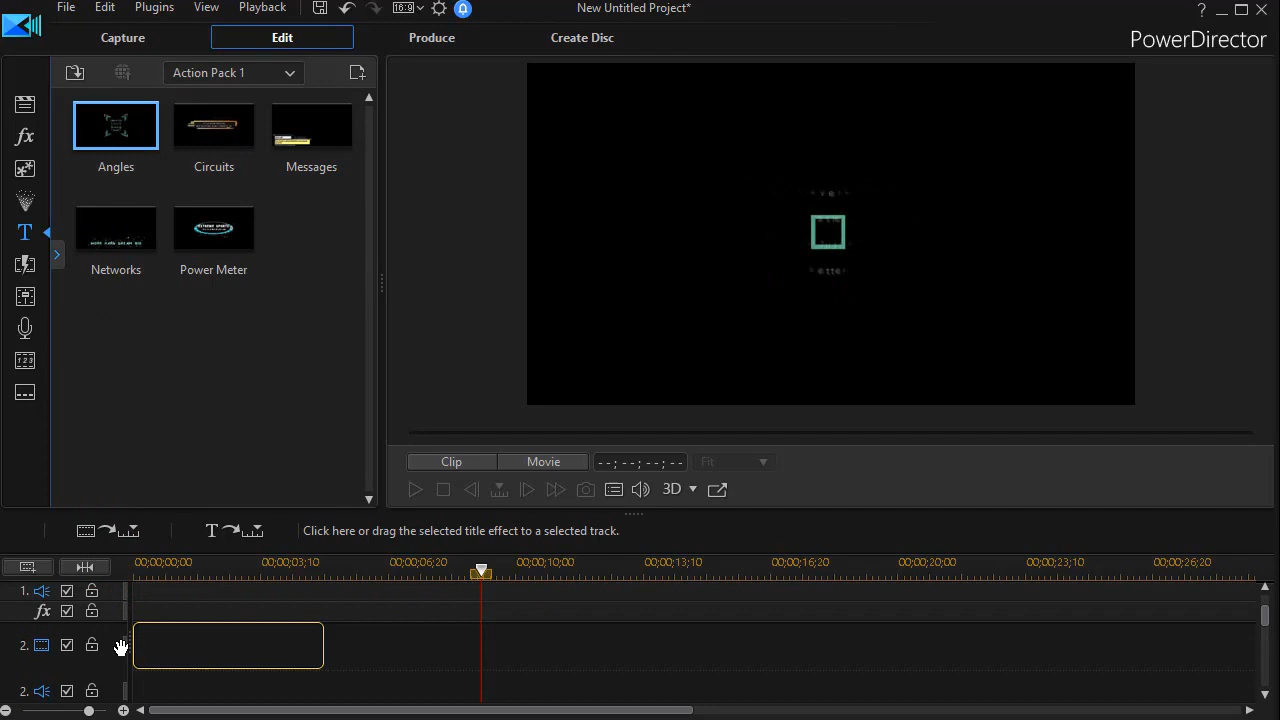 File Edit Plugins View Playback 16:9 New Untitled Project* ?
Capture Edit Produce Create Disc PowerDirector
Action Pack 1
Angles Circuits Messages
EXTREME SPORTS
Networks Power Meter
Clip Movie --;--;--;-- Fit
3D
T Click here or drag the selected title effect to a selected track.
00;00;00;00 00;00;03;10 00;00;06;20 00;00;10;00 00;00;13;10 00;00;16;20 00;00;20;00 00;00;23;10 00;00;26;20
1.
fx
2.
2.